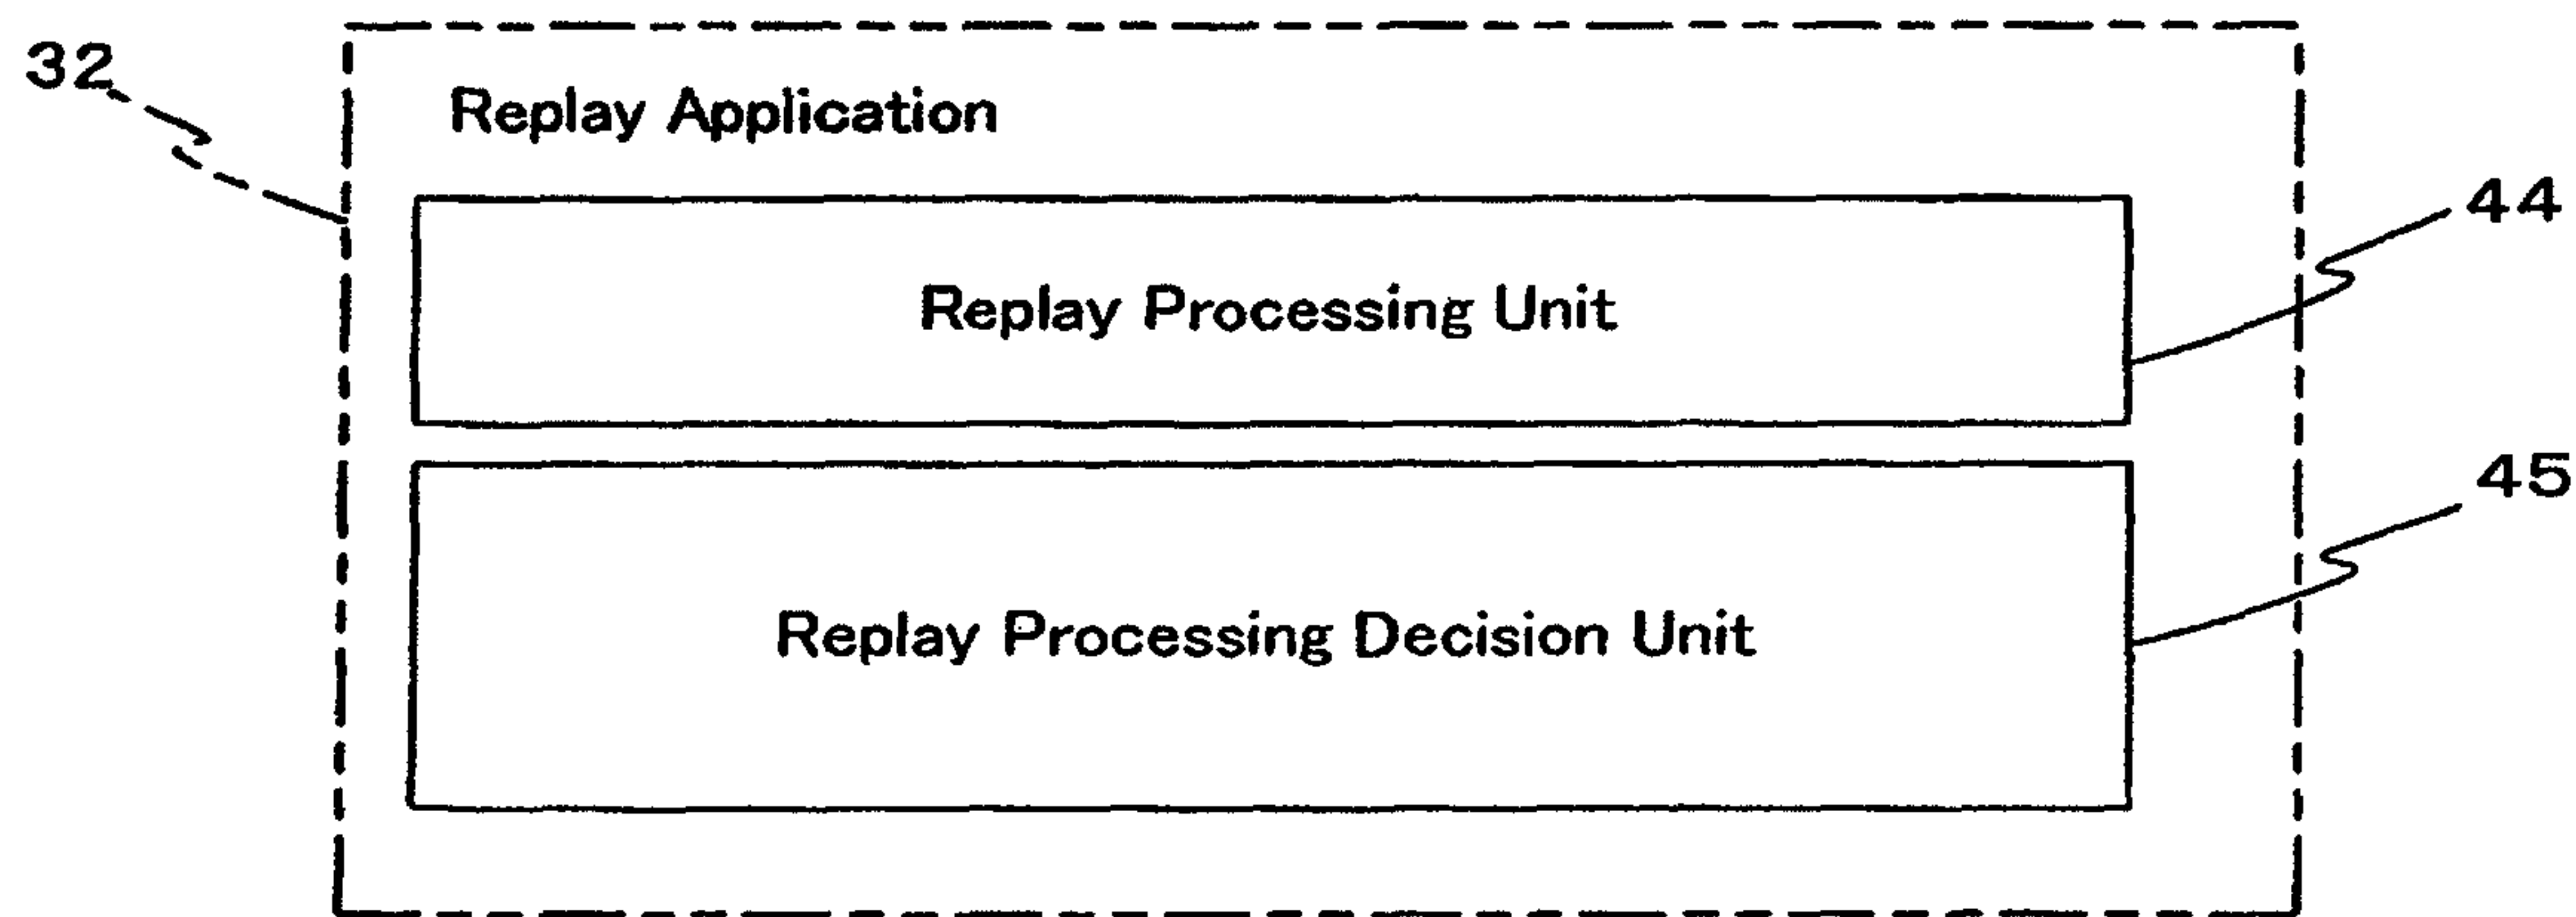 32
Replay Application
44
Replay Processing Unit
45
Replay Processing Decision Unit